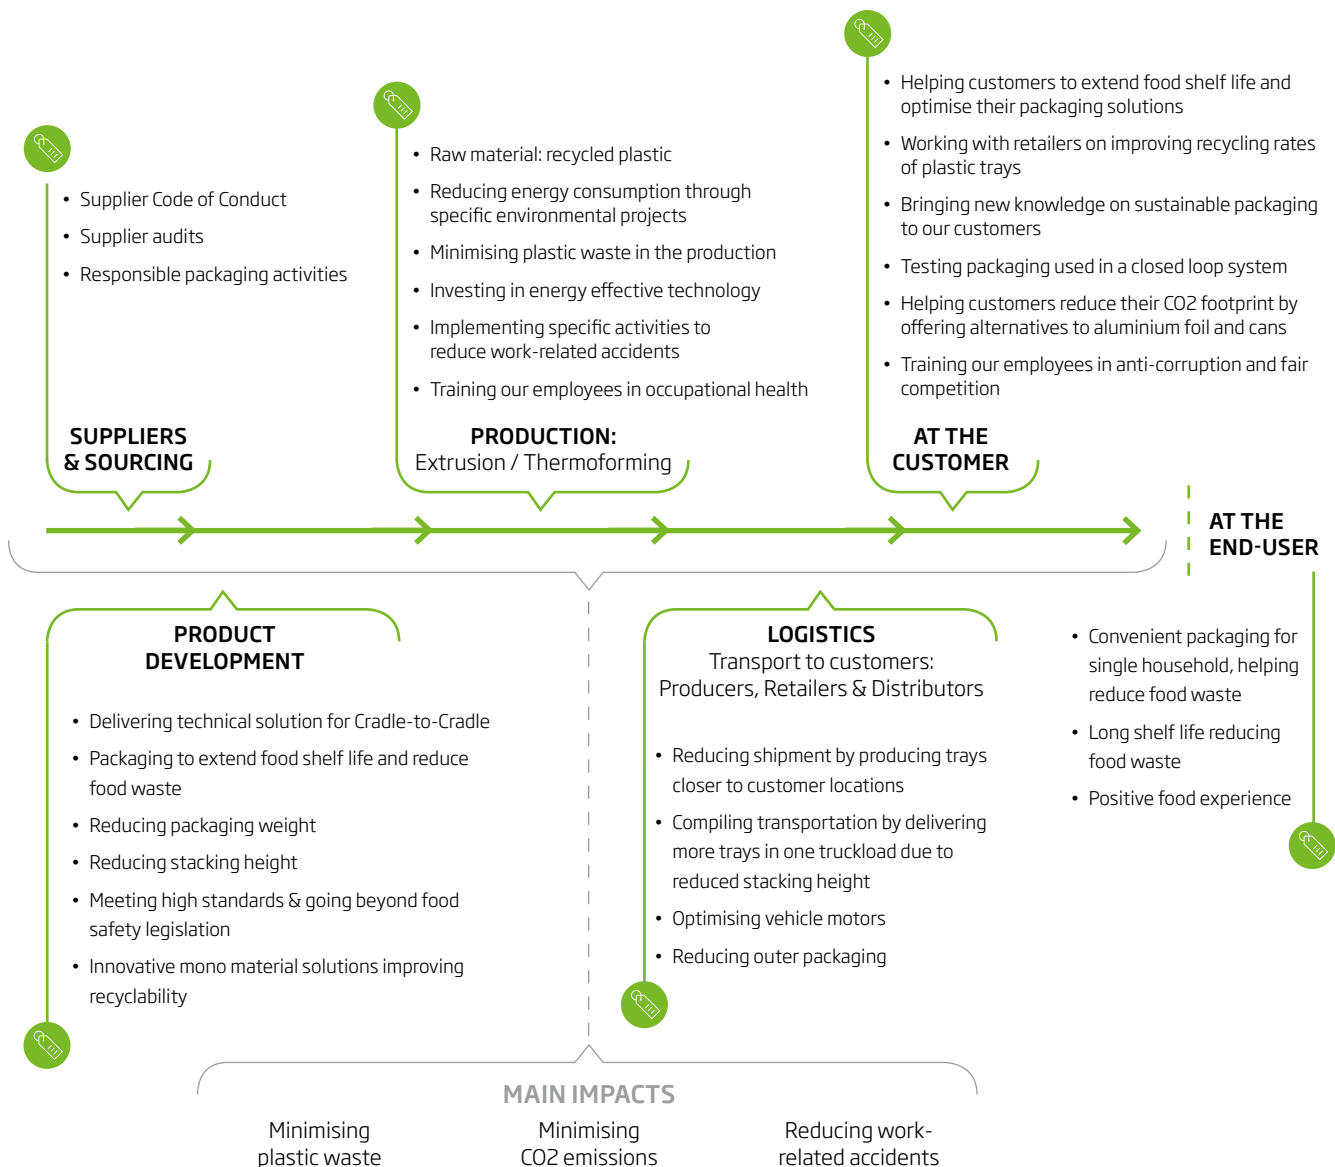 • Supplier Code of Conduct
• Supplier audits
• Responsible packaging activities
SUPPLIERS
& SOURCING
• Raw material: recycled plastic
• Reducing energy consumption through
specific environmental projects
• Minimising plastic waste in the production
• Investing in energy effective technology
• Implementing specific activities to
reduce work-related accidents
• Training our employees in occupational health
PRODUCTION:
Extrusion / Thermoforming
• Helping customers to extend food shelf life and
optimise their packaging solutions
• Working with retailers on improving recycling rates
of plastic trays
• Bringing new knowledge on sustainable packaging
to our customers
• Testing packaging used in a closed loop system
• Helping customers reduce their CO2 footprint by
offering alternatives to aluminium foil and cans
• Training our employees in anti-corruption and fair
competition
AT THE
CUSTOMER
AT THE
END-USER
• Convenient packaging for
single household, helping
reduce food waste
• Long shelf life reducing
food waste
• Positive food experience
PRODUCT
DEVELOPMENT
• Delivering technical solution for Cradle-to-Cradle
• Packaging to extend food shelf life and reduce
food waste
• Reducing packaging weight
• Reducing stacking height
• Meeting high standards & going beyond food
safety legislation
• Innovative mono material solutions improving
recyclability
LOGISTICS
Transport to customers:
Producers, Retailers & Distributors
• Reducing shipment by producing trays
closer to customer locations
• Compiling transportation by delivering
more trays in one truckload due to
reduced stacking height
• Optimising vehicle motors
• Reducing outer packaging
MAIN IMPACTS
Minimising
plastic waste
Minimising
CO2 emissions
Reducing work-
related accidents